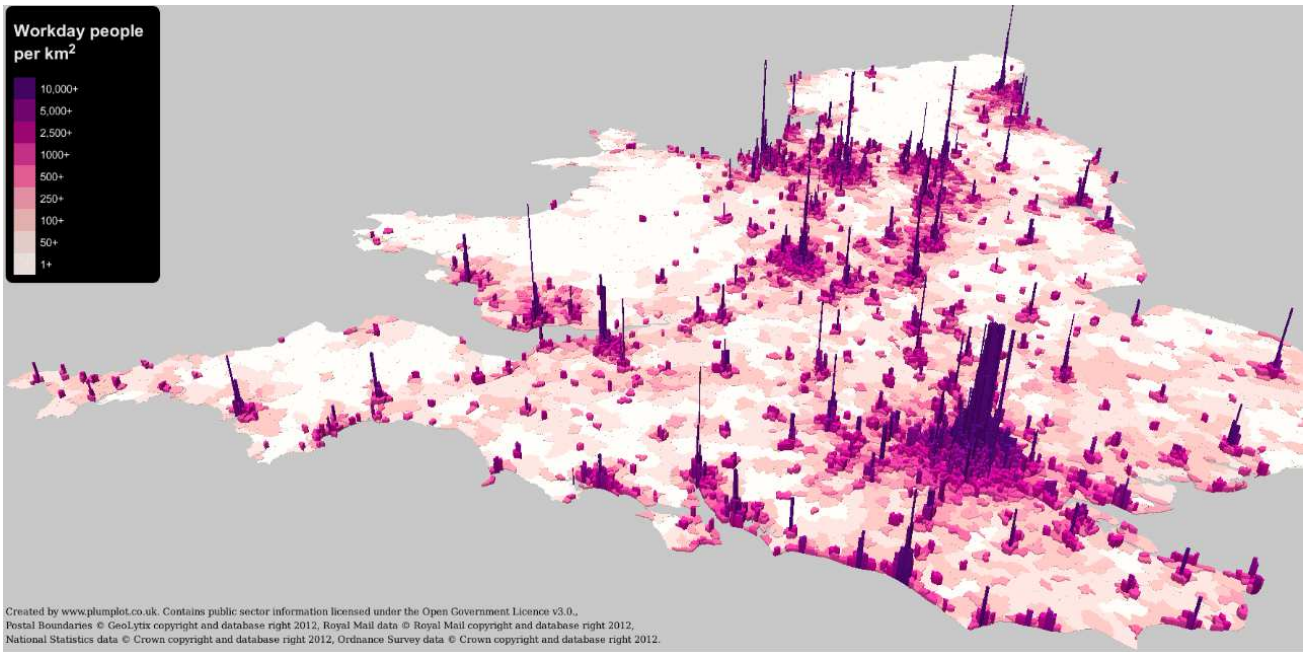 Workday people
per km²
10,000+
5,000+
2,500+
1000+
500+
250+
100+
50+
1+
Created by www.plumplot.co.uk. Contains public sector information licensed under the Open Government Licence v3.0.,
Postal Boundaries © GeoLytix copyright and database right 2012, Royal Mail data © Royal Mail copyright and database right 2012,
National Statistics data © Crown copyright and database right 2012, Ordnance Survey data © Crown copyright and database right 2012.